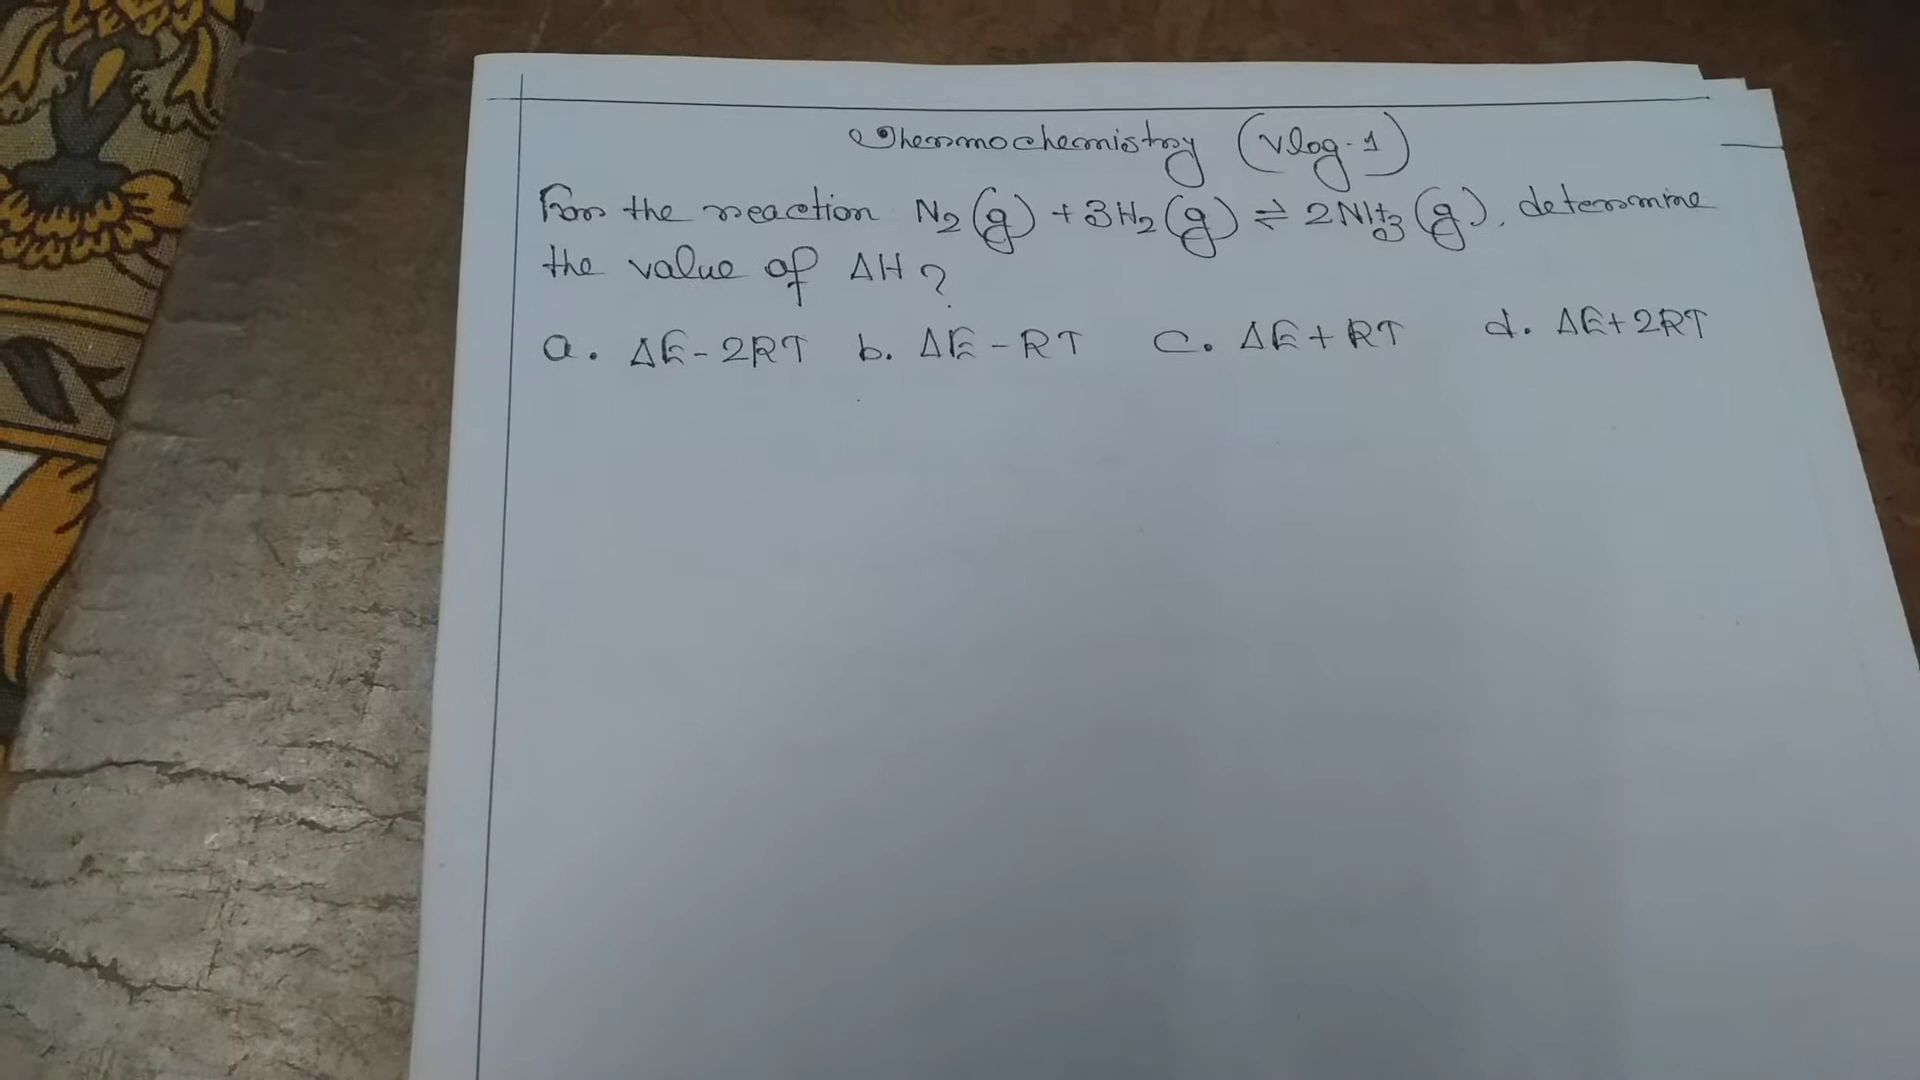 Thermochemistry (Vlog-1)
For the reaction N₂(g) + 3H₂(g) ⇌ 2NH₃(g), determine
the value of ΔH?
a. ΔE - 2RT b. ΔE - RT c. ΔE + RT d. ΔE + 2RT